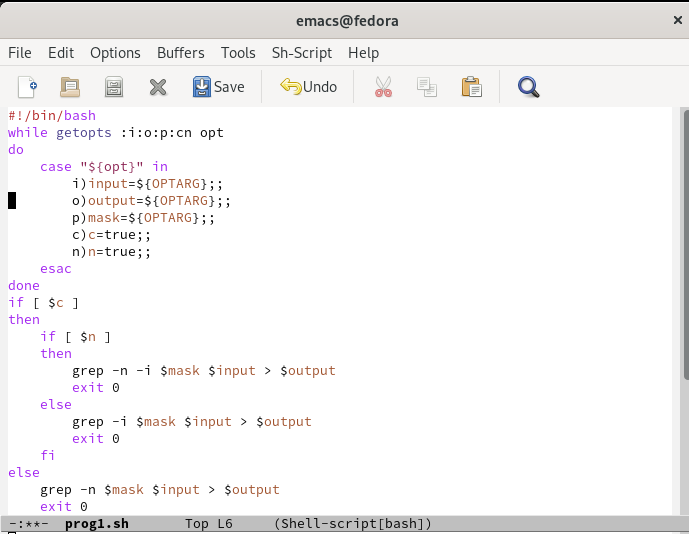 emacs@fedora
×
File Edit Options Buffers Tools Sh-Script Help
Save Undo
#!/bin/bash
while getopts :i:o:p:cn opt
do
    case "${opt}" in
        i)input=${OPTARG};;
        o)output=${OPTARG};;
        p)mask=${OPTARG};;
        c)c=true;;
        n)n=true;;
    esac
done
if [ $c ]
then
    if [ $n ]
    then
        grep -n -i $mask $input > $output
        exit 0
    else
        grep -i $mask $input > $output
        exit 0
    fi
else
    grep -n $mask $input > $output
    exit 0
-:**-  prog1.sh       Top L6     (Shell-script[bash])